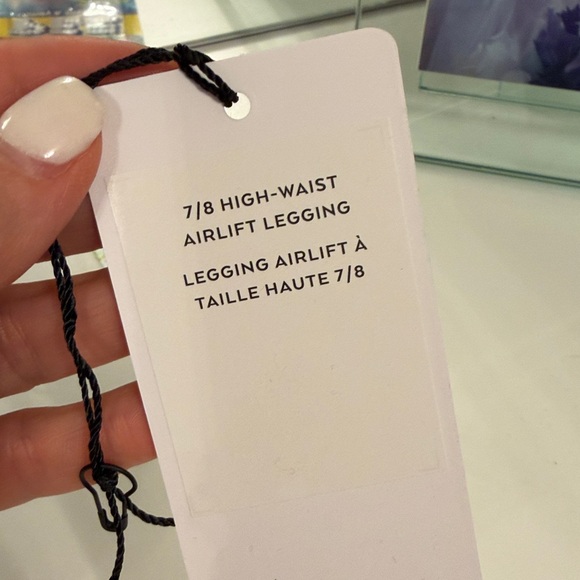 7/8 HIGH-WAIST
AIRLIFT LEGGING
LEGGING AIRLIFT À
TAILLE HAUTE 7/8